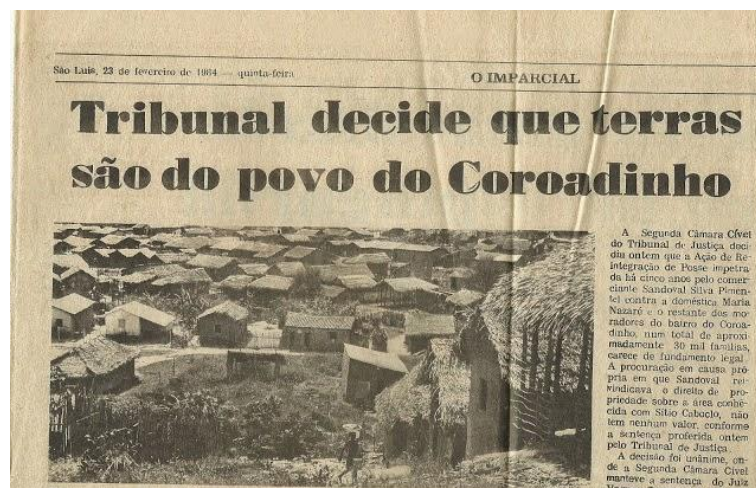 São Luis, 23 de fevereiro de 1984 — quinta-feira
O IMPARCIAL
Tribunal decide que terras
são do povo do Coroadinho
A Segunda Câmara Cível
do Tribunal de Justiça deci-
diu ontem que a Ação de Re-
integração de Posse impetra-
da há cinco anos pelo comer-
ciante Sandoval Silva Pimen-
tel contra a doméstica Maria
Nazaré e o restante dos mo-
radores do bairro do Coroa-
dinho, num total de aproxi-
madamente 30 mil famílias,
carece de fundamento legal.
A procuração em causa pró-
pria em que Sandoval rei-
vindicava o direito de pro-
priedade sobre a área conhe-
cida com Sítio Caboclo, não
tem nenhum valor, conforme
a sentença proferida ontem
pelo Tribunal de Justiça.
A decisão foi unânime, on-
de a Segunda Câmara Cível
manteve a sentença do Juiz